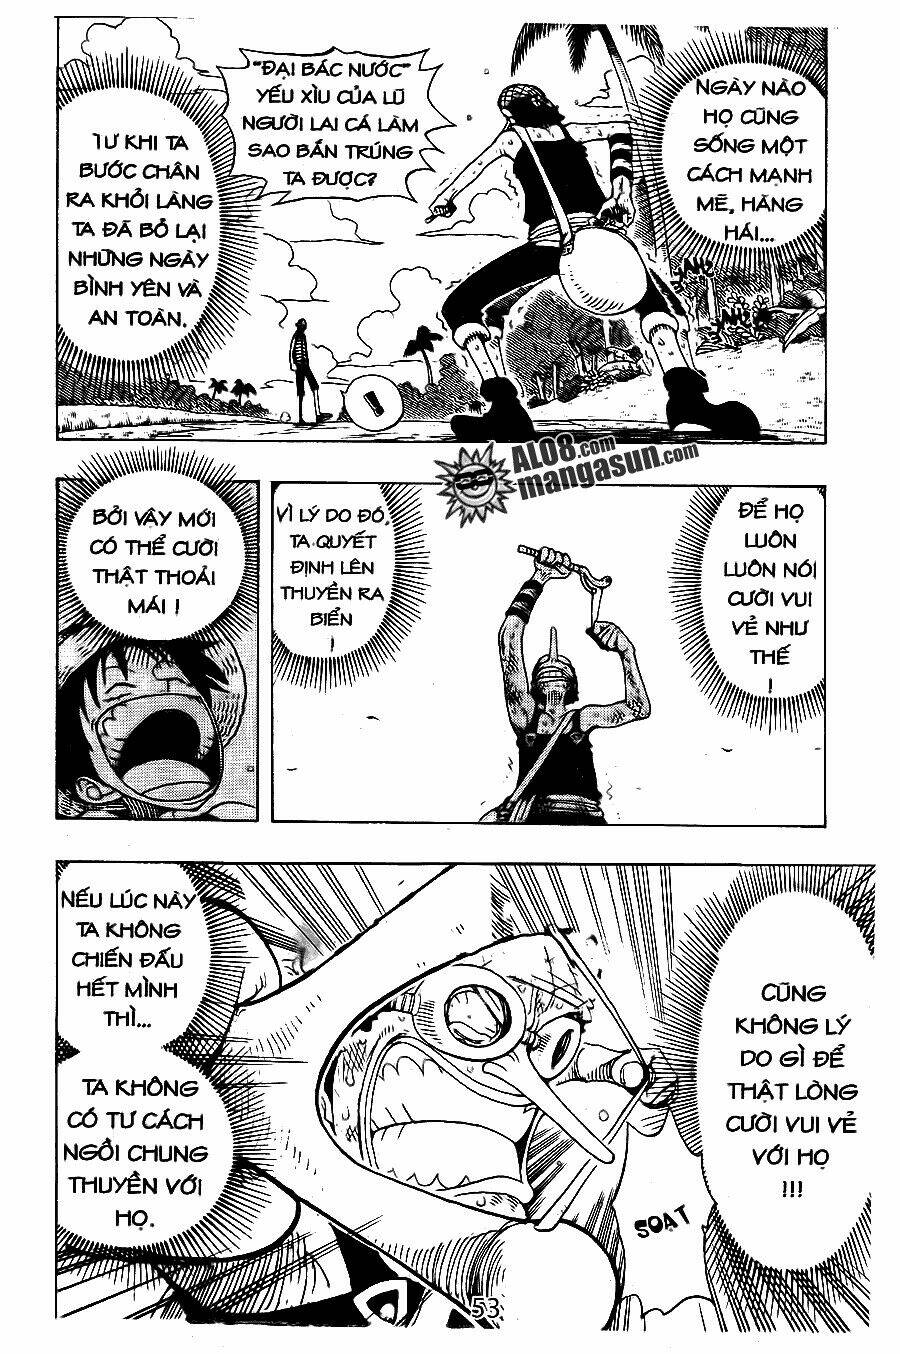 NGÀY NÀO
HỌ CŨNG
SỐNG MỘT
CÁCH MẠNH
MẼ, HĂNG
HÁI...
"ĐẠI BÁC NƯỚC"
YẾU XÌU CỦA LŨ
NGƯỜI LAI CÁ LÀM
SAO BẮN TRÚNG
TA ĐƯỢC?
TỪ KHI TA
BƯỚC CHÂN
RA KHỎI LÀNG
TA ĐÃ BỎ LẠI
NHỮNG NGÀY
BÌNH YÊN VÀ
AN TOÀN.
!
AL08.com
mangasun.com
ĐỂ HỌ
LUÔN
LUÔN NÓI
CƯỜI VUI
VẺ NHƯ
THẾ
!
VÌ LÝ DO ĐÓ,
TA QUYẾT
ĐỊNH LÊN
THUYỀN RA
BIỂN
!
BỞI VẬY MỚI
CÓ THỂ CƯỜI
THẬT THOẢI
MÁI !
CŨNG
KHÔNG LÝ
DO GÌ ĐỂ
THẬT LÒNG
CƯỜI VUI VẺ
VỚI HỌ
!!!
SOẠT
NẾU LÚC NÀY
TA KHÔNG
CHIẾN ĐẤU
HẾT MÌNH
THÌ...
TA KHÔNG
CÓ TƯ CÁCH
NGỒI CHUNG
THUYỀN VỚI
HỌ.
53